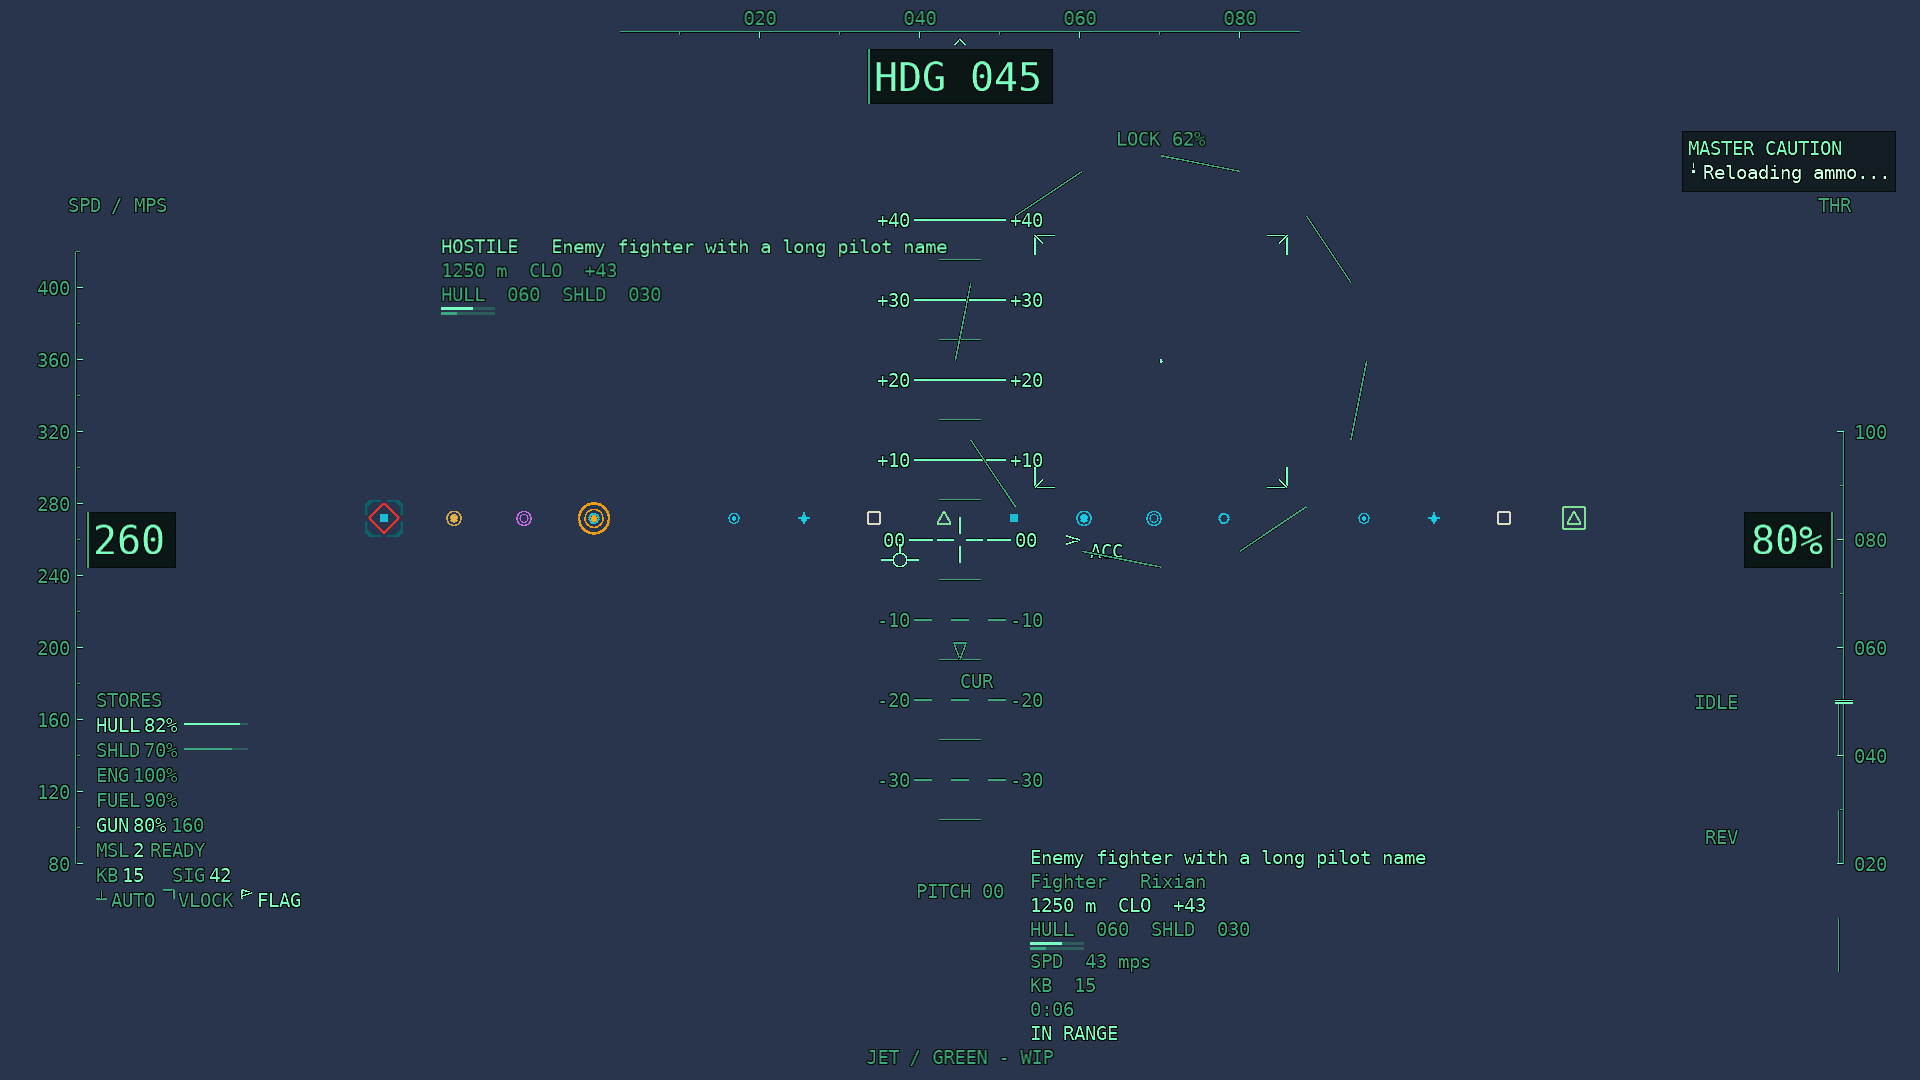 020 040 060 080
HDG 045
LOCK 62%
MASTER CAUTION
Reloading ammo...
SPD / MPS
THR
+40 +40
HOSTILE Enemy fighter with a long pilot name
1250 m CLO +43
HULL 060 SHLD 030
400
+30 +30
360
+20 +20
320
100
+10 +10
280
260
00 00
ACC
80%
080
240
-10 -10
200
060
CUR
STORES
-20 -20
IDLE
160
HULL 82%
SHLD 70%
040
ENG 100%
-30 -30
120
FUEL 90%
GUN 80% 160
REV
MSL 2 READY
80
020
KB 15 SIG 42
AUTO VLOCK FLAG
PITCH 00
Enemy fighter with a long pilot name
Fighter Rixian
1250 m CLO +43
HULL 060 SHLD 030
SPD 43 mps
KB 15
0:06
IN RANGE
JET / GREEN - WIP